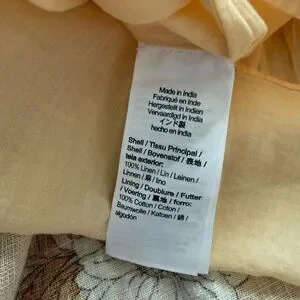 Made in India
Fabriqué en Inde
Hergestellt in Indien
Vervaardigd in India
インド製
hecho en india
Shell / Tissu Principal /
Shell / Bovenstof / 表地 /
tela exterior:
100% Linen / Lin / Leinen /
Linnen / 麻 / lino
Lining / Doublure / Futter
/ Voering / 裏地 / forro:
100% Cotton / Coton /
Baumwolle / Katoen / 綿 /
algodón